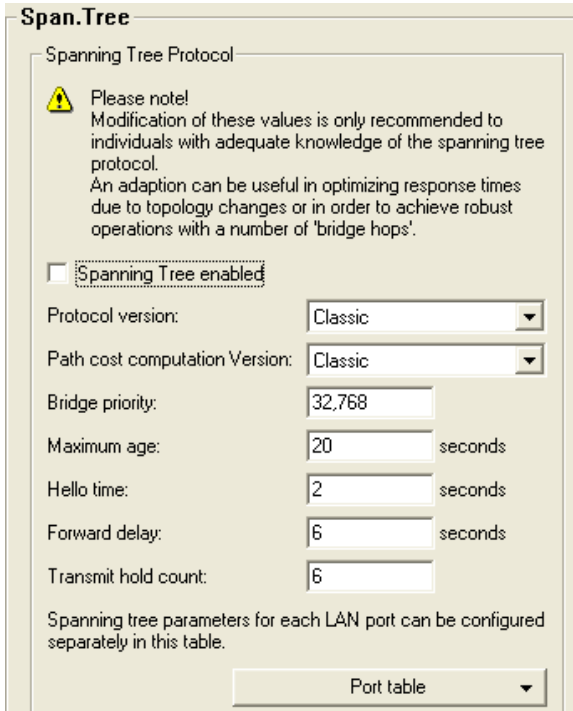 Span.Tree
Spanning Tree Protocol
Please note!
Modification of these values is only recommended to
individuals with adequate knowledge of the spanning tree
protocol.
An adaption can be useful in optimizing response times
due to topology changes or in order to achieve robust
operations with a number of 'bridge hops'.
Spanning Tree enabled
Protocol version: Classic
Path cost computation Version: Classic
Bridge priority: 32,768
Maximum age: 20 seconds
Hello time: 2 seconds
Forward delay: 6 seconds
Transmit hold count: 6
Spanning tree parameters for each LAN port can be configured
separately in this table.
Port table